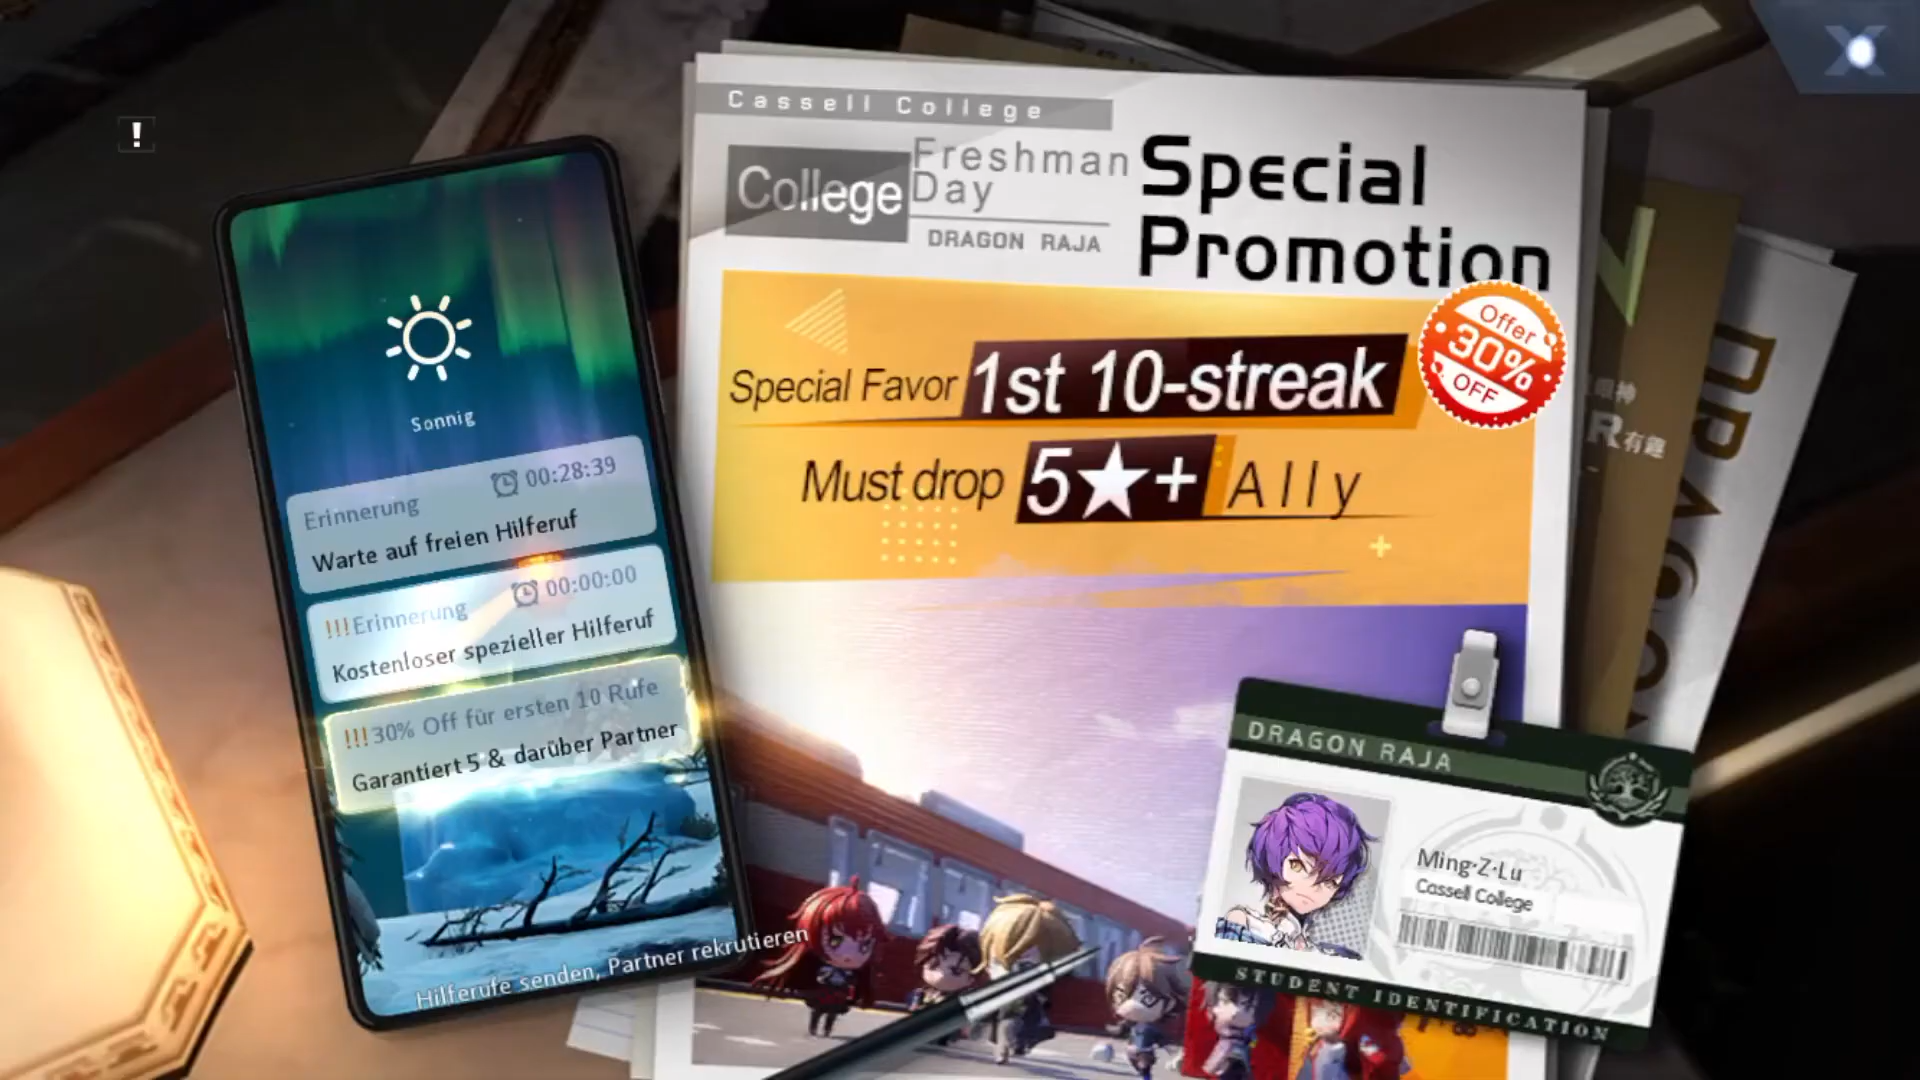 !
Sonnig
00:28:39
Erinnerung
Warte auf freien Hilferuf
00:00:00
!!!Erinnerung
Kostenloser spezieller Hilferuf
!!!30% Off für ersten 10 Rufe
Garantiert 5 & darüber Partner
Hilferufe senden, Partner rekrutieren
Cassell College
College
Freshman
Day
DRAGON RAJA
Special
Promotion
Offer
30%
OFF
Special Favor 1st 10-streak
Must drop 5★+ Ally
DRAGON RAJA
Ming·Z·Lu
Cassell College
STUDENT IDENTIFICATION
有趣